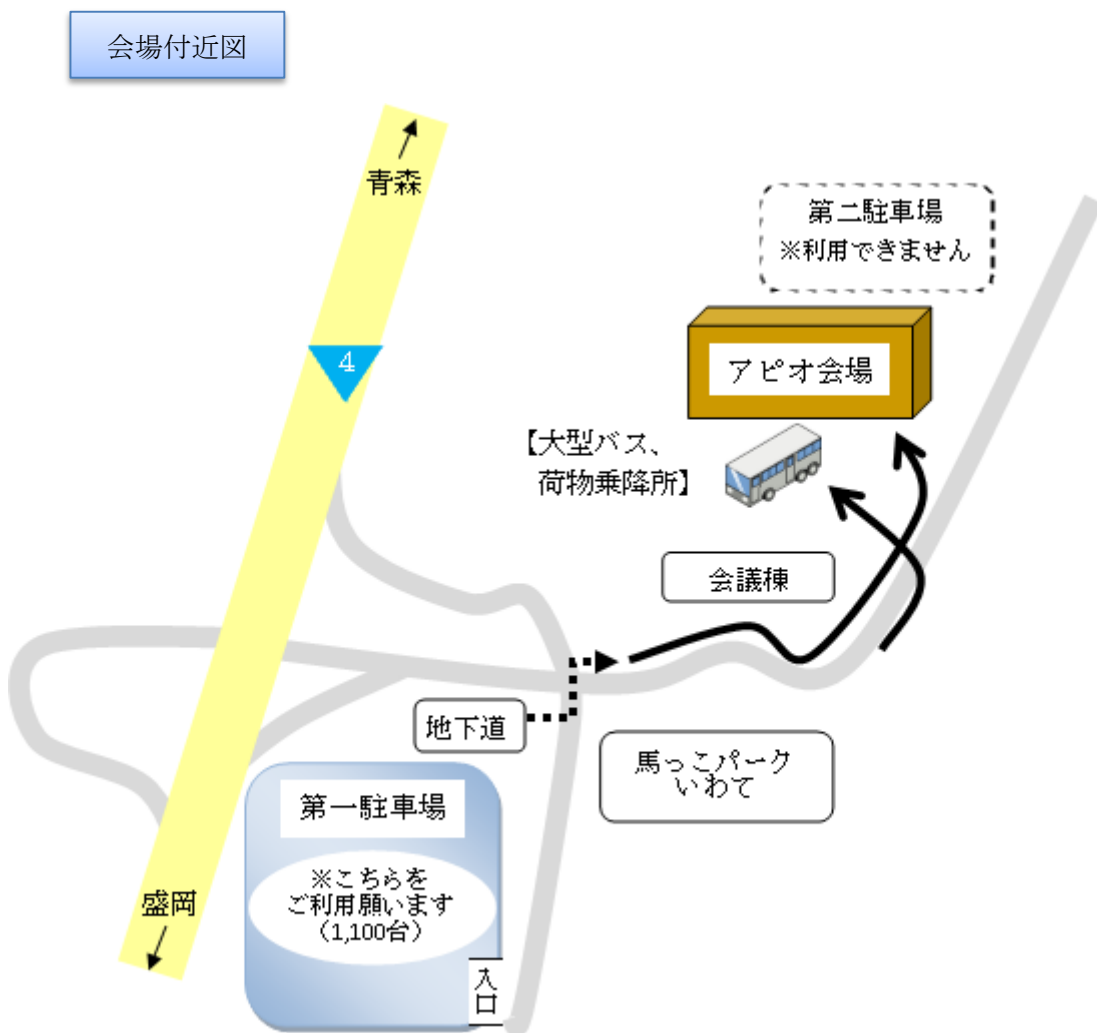 会場付近図
青森
第二駐車場
※利用できません
4
アピオ会場
【大型バス、
荷物乗降所】
会議棟
地下道
馬っこパーク
いわて
第一駐車場
※こちらを
ご利用願います
（1,100台）
盛岡
入口